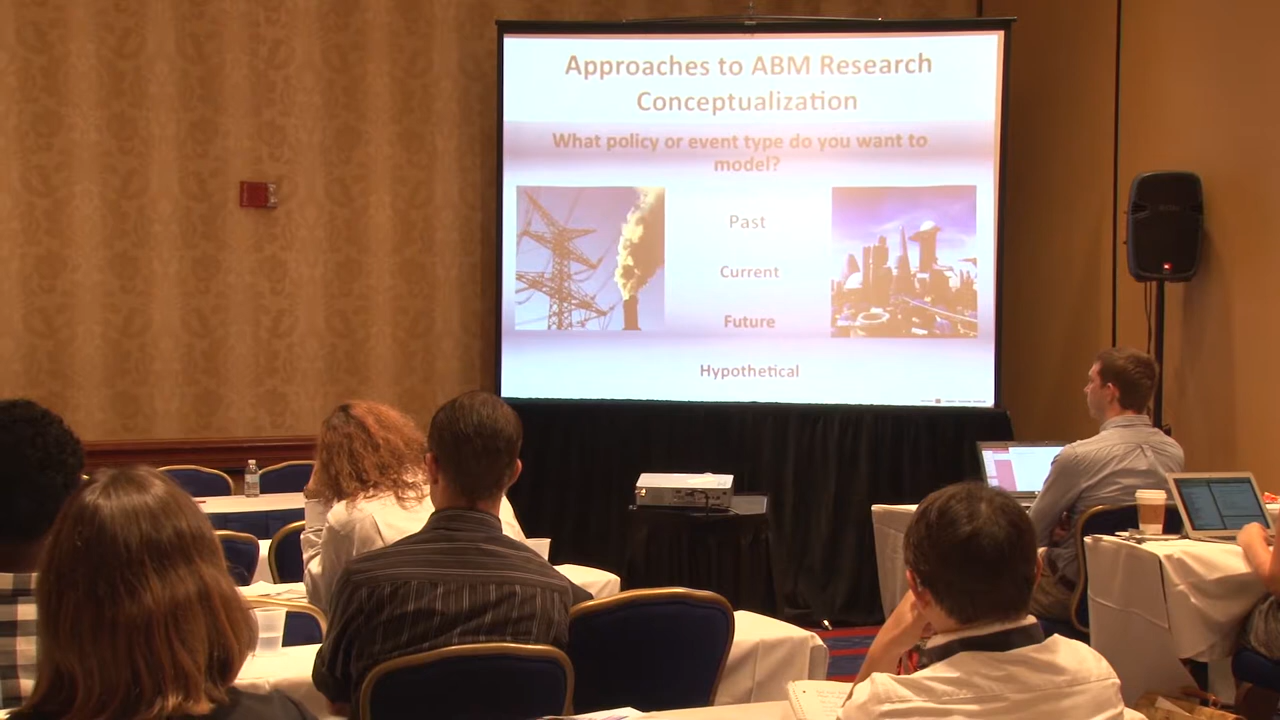 Approaches to ABM Research
Conceptualization
What policy or event type do you want to
model?
Past
Current
Future
Hypothetical